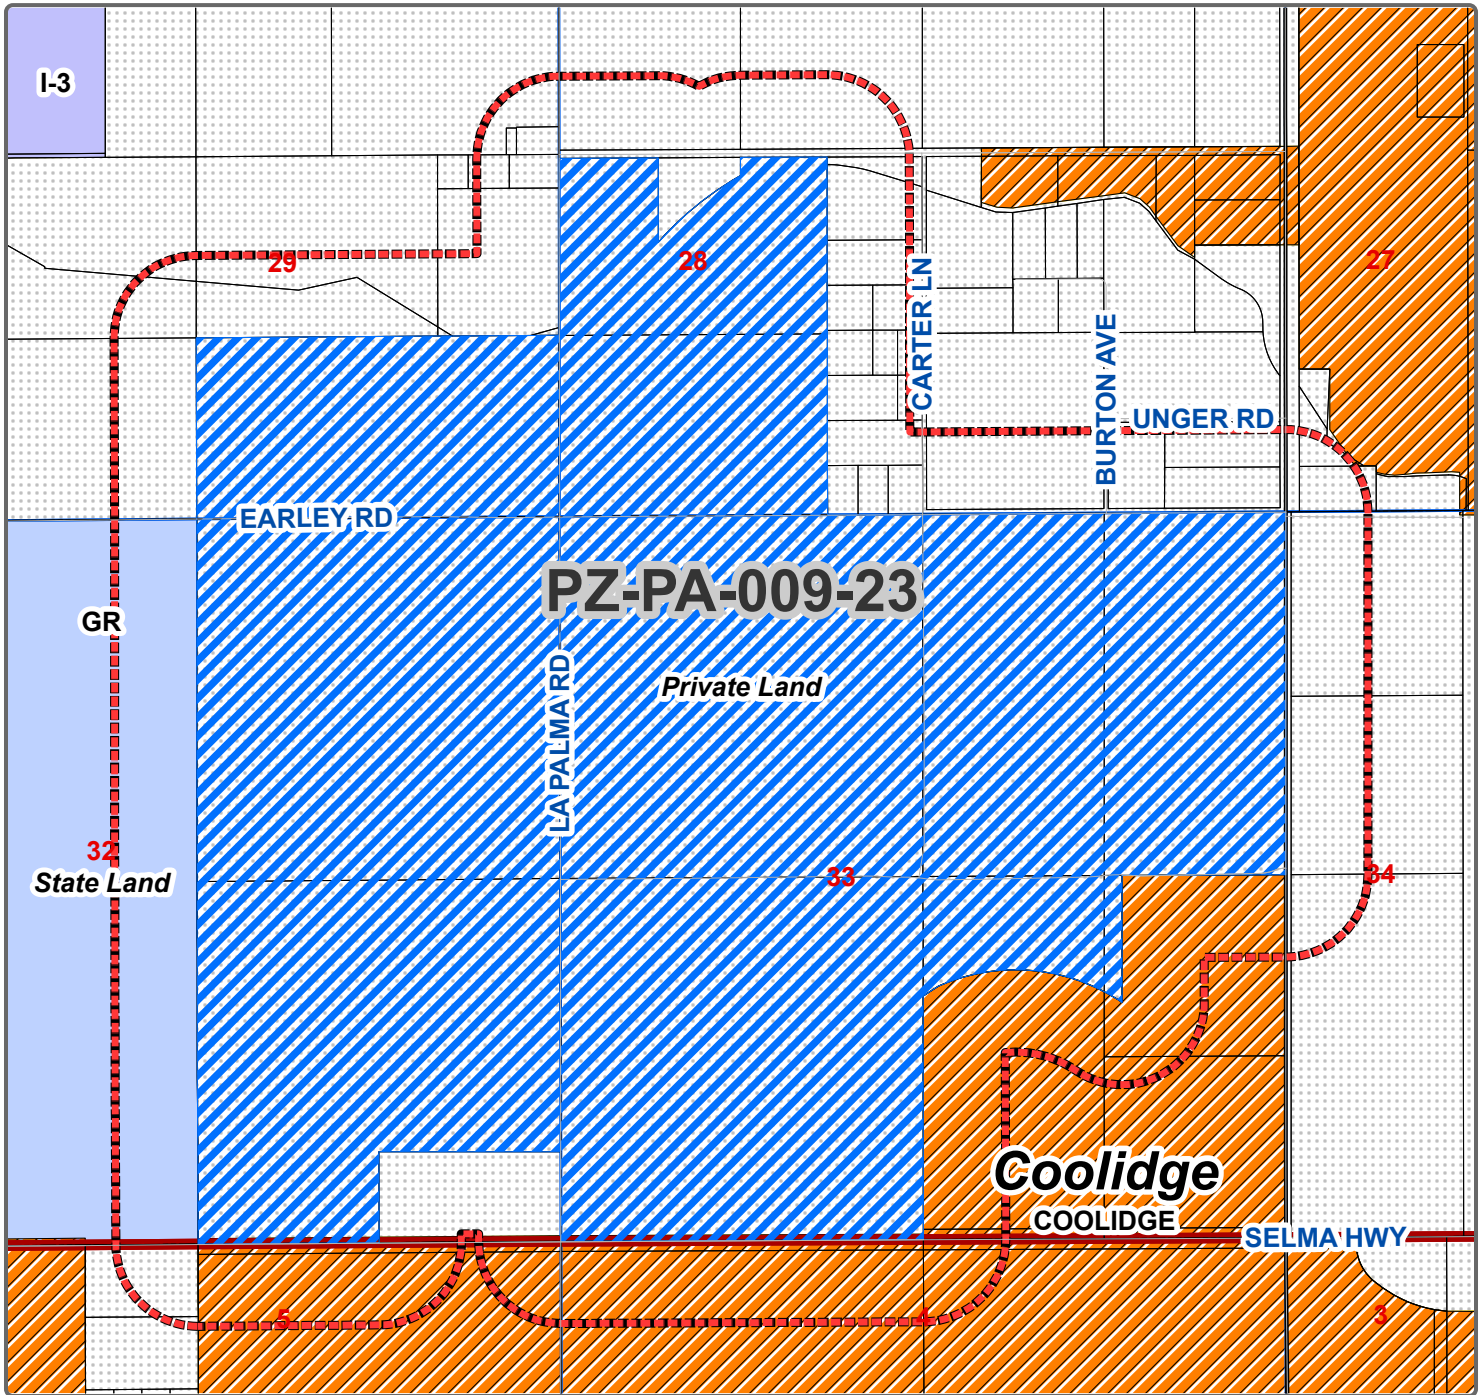 I-3
29
28
27
CARTER LN
BURTON AVE
UNGER RD
EARLEY RD
PZ-PA-009-23
GR
LA PALMA RD
Private Land
32
State Land
33
34
Coolidge
COOLIDGE
SELMA HWY
5
4
3